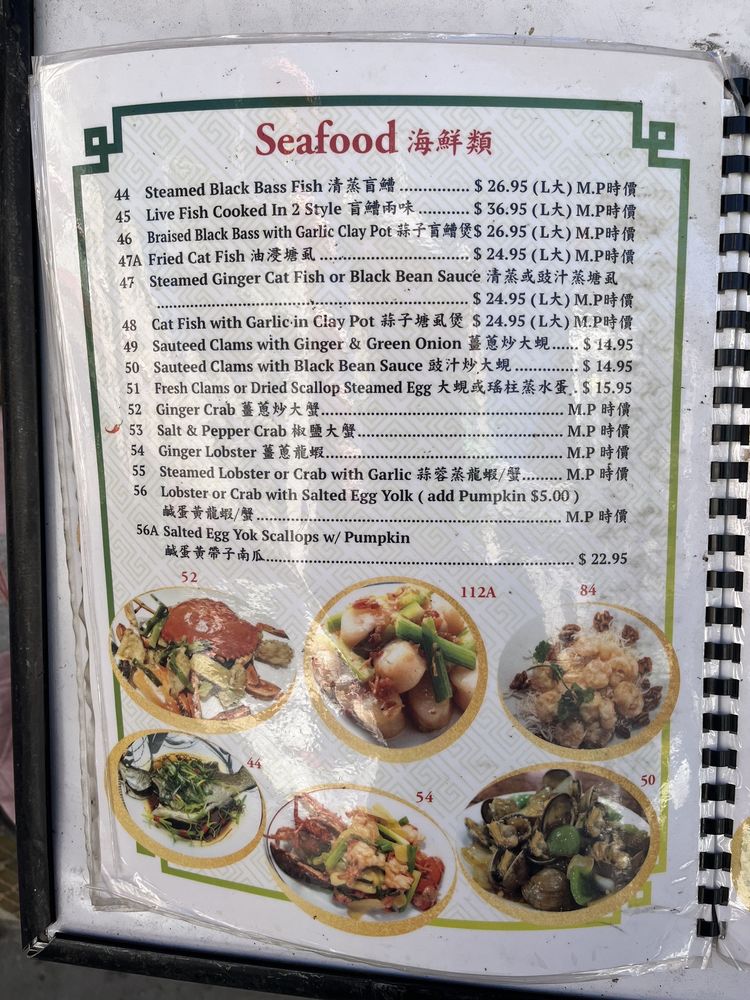 Seafood 海鮮類
44 Steamed Black Bass Fish 清蒸盲鰽 ................ $ 26.95 (L大) M.P時價
45 Live Fish Cooked In 2 Style 盲鰽兩味 ............ $ 36.95 (L大) M.P時價
46 Braised Black Bass with Garlic Clay Pot 蒜子盲鰽煲$ 26.95 (L大) M.P時價
47A Fried Cat Fish 油浸塘虱 ................................... $ 24.95 (L大) M.P時價
47 Steamed Ginger Cat Fish or Black Bean Sauce 清蒸或豉汁蒸塘虱
........................................................................ $ 24.95 (L大) M.P時價
48 Cat Fish with Garlic in Clay Pot 蒜子塘虱煲 $ 24.95 (L大) M.P時價
49 Sauteed Clams with Ginger & Green Onion 薑蔥炒大蜆...... $ 14.95
50 Sauteed Clams with Black Bean Sauce 豉汁炒大蜆 ............... $ 14.95
51 Fresh Clams or Dried Scallop Steamed Egg 大蜆或瑤柱蒸水蛋 . $ 15.95
52 Ginger Crab 薑蔥炒大蟹......................................................... M.P 時價
53 Salt & Pepper Crab 椒鹽大蟹................................................ M.P 時價
54 Ginger Lobster 薑蔥龍蝦....................................................... M.P 時價
55 Steamed Lobster or Crab with Garlic 蒜蓉蒸龍蝦/蟹......... M.P 時價
56 Lobster or Crab with Salted Egg Yolk ( add Pumpkin $5.00 )
鹹蛋黃龍蝦/蟹....................................................................... M.P 時價
56A Salted Egg Yok Scallops w/ Pumpkin
鹹蛋黃帶子南瓜....................................................................... $ 22.95
52
112A
84
44
54
50